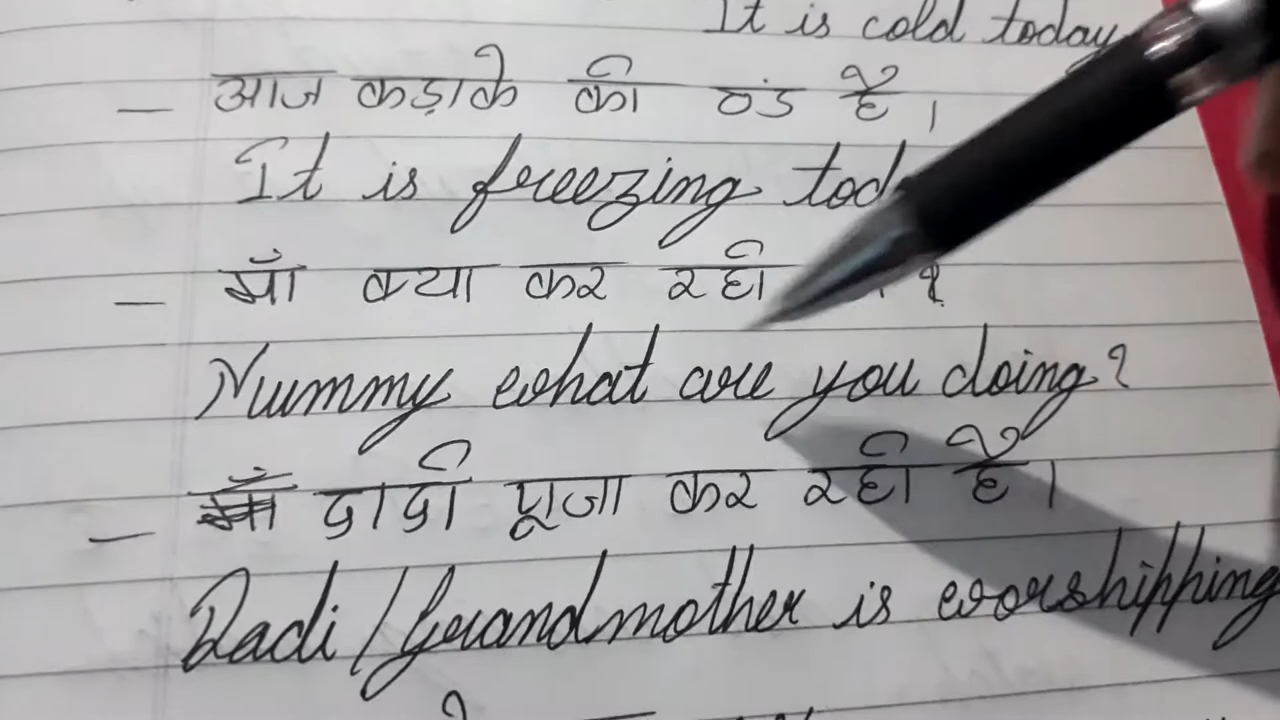 It is cold today
— आज कड़ाके की ठंड है।
It is freezing tod
— माँ क्या कर रही ?
Mummy what are you doing?
— दादी पूजा कर रही है।
Dadi / Grandmother is worshipping